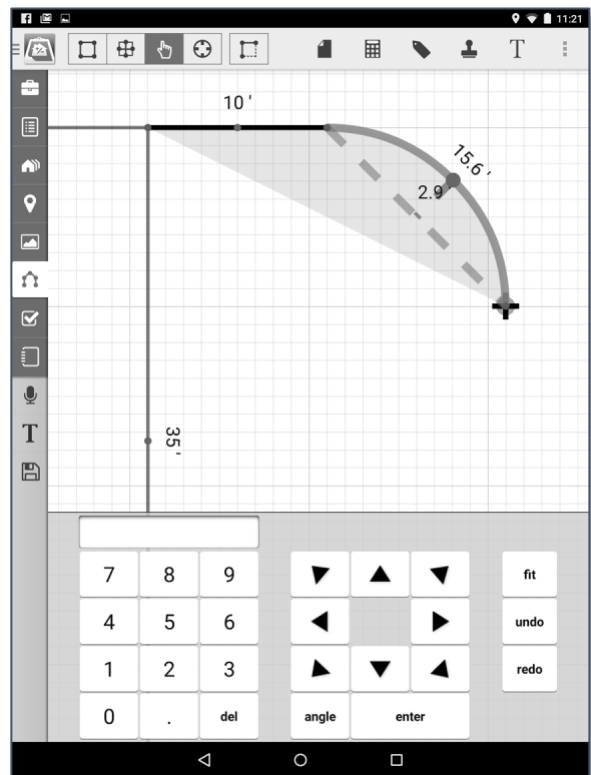 11:21
T
10 '
15.6 '
2.9 '
35 '
T
7 8 9
4 5 6
1 2 3
0 . del
angle enter
fit
undo
redo